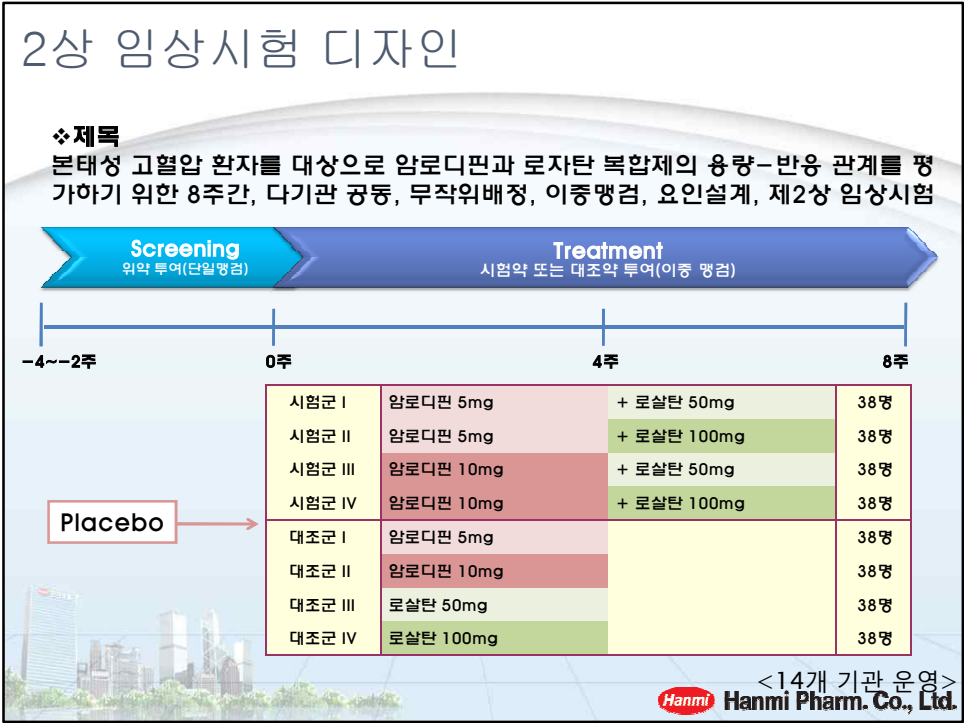 2상 임상시험 디자인
❖제목
본태성 고혈압 환자를 대상으로 암로디핀과 로자탄 복합제의 용량-반응 관계를 평
가하기 위한 8주간, 다기관 공동, 무작위배정, 이중맹검, 요인설계, 제2상 임상시험
Screening
위약 투여(단일맹검)
Treatment
시험약 또는 대조약 투여(이중 맹검)
-4~-2주 0주 4주 8주
시험군 I 암로디핀 5mg + 로살탄 50mg 38명
시험군 II 암로디핀 5mg + 로살탄 100mg 38명
시험군 III 암로디핀 10mg + 로살탄 50mg 38명
시험군 IV 암로디핀 10mg + 로살탄 100mg 38명
Placebo
대조군 I 암로디핀 5mg 38명
대조군 II 암로디핀 10mg 38명
대조군 III 로살탄 50mg 38명
대조군 IV 로살탄 100mg 38명
<14개 기관 운영>
Hanmi Hanmi Pharm. Co., Ltd.